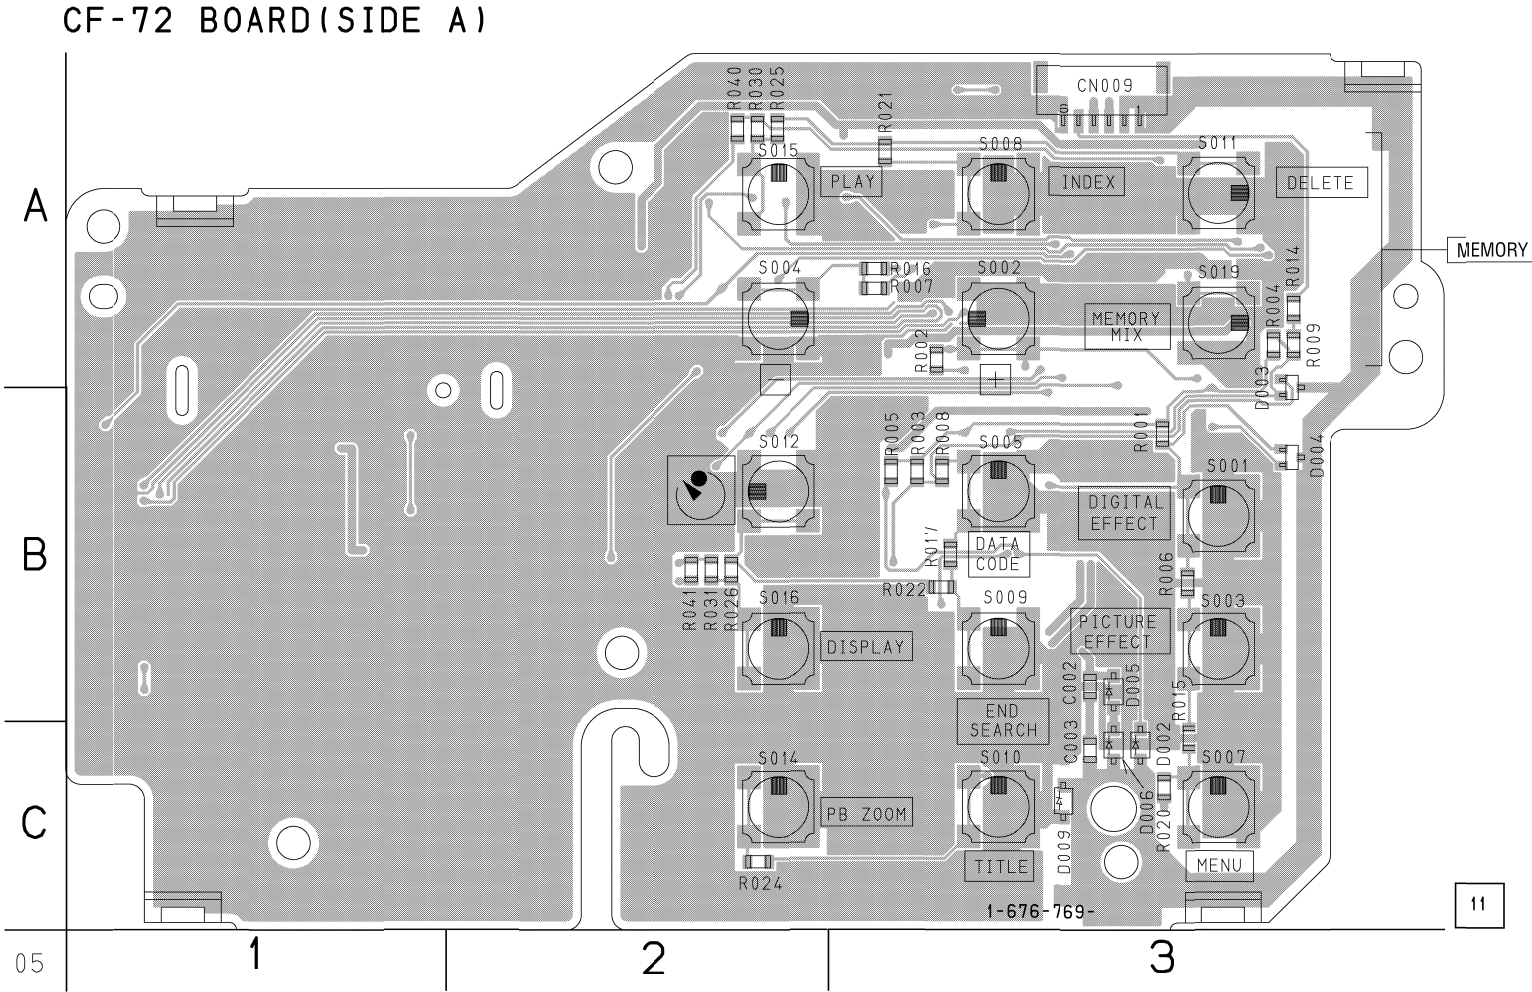 CF-72 BOARD(SIDE A)
R040
R030
R025
R021
CN009
6
1
S015
S008
S011
PLAY
INDEX
DELETE
A
MEMORY
S004
R016
R007
S002
S019
R014
R004
R009
MEMORY
MIX
R002
+
D003
R005
R003
R008
R001
S012
S005
D004
S001
DIGITAL
EFFECT
B
R017
DATA
CODE
R006
R022
R041
R031
R026
S016
S009
S003
PICTURE
EFFECT
DISPLAY
C002
D005
R015
END
SEARCH
C003
D002
S014
S010
S007
C
PB ZOOM
D006
R020
D009
TITLE
MENU
R024
1-676-769-
11
05
1
2
3